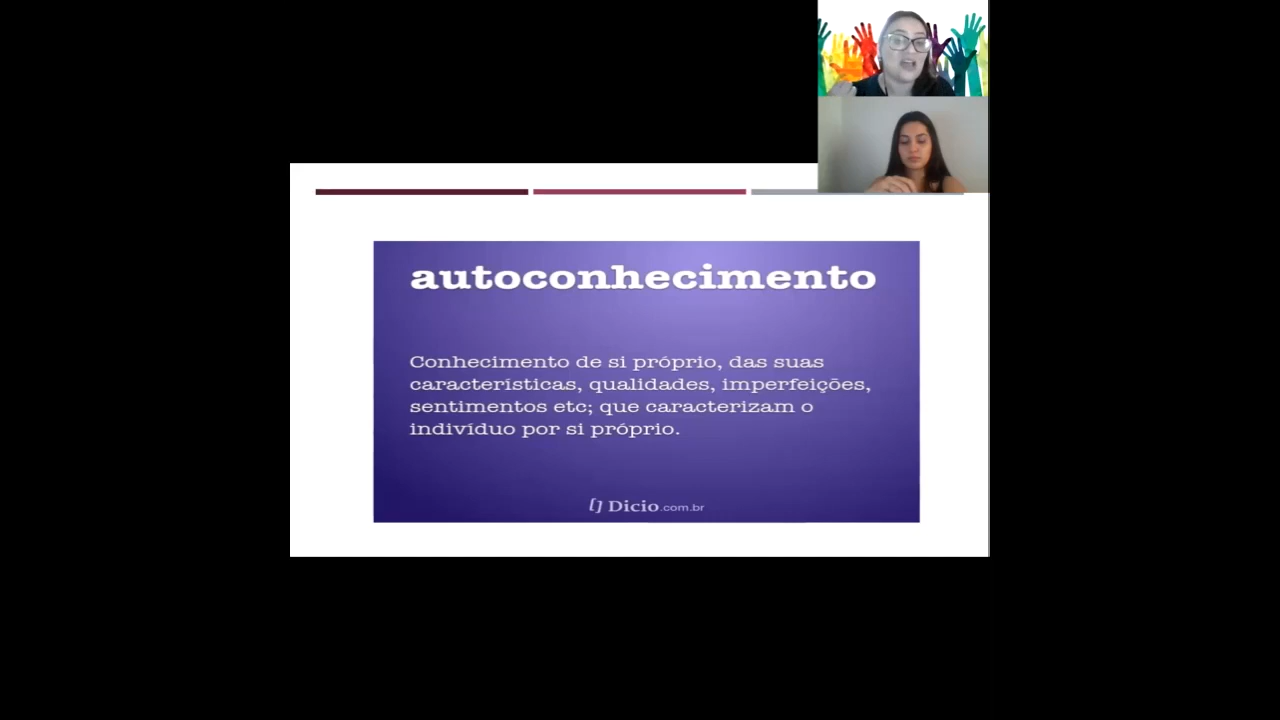 autoconhecimento
Conhecimento de si próprio, das suas
características, qualidades, imperfeições,
sentimentos etc; que caracterizam o
indivíduo por si próprio.
Dicio.com.br